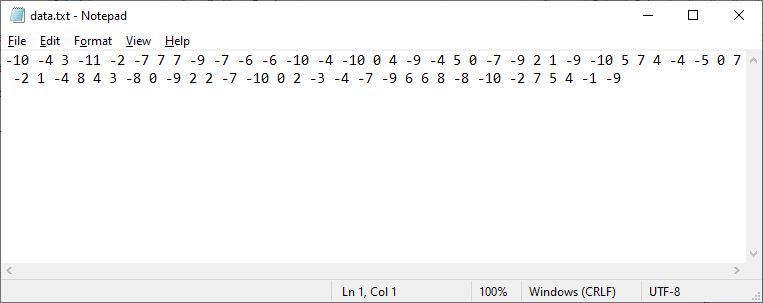 data.txt - Notepad
File Edit Format View Help
-10 -4 3 -11 -2 -7 7 7 -9 -7 -6 -6 -10 -4 -10 0 4 -9 -4 5 0 -7 -9 2 1 -9 -10 5 7 4 -4 -5 0 7
-2 1 -4 8 4 3 -8 0 -9 2 2 -7 -10 0 2 -3 -4 -7 -9 6 6 8 -8 -10 -2 7 5 4 -1 -9
Ln 1, Col 1 100% Windows (CRLF) UTF-8